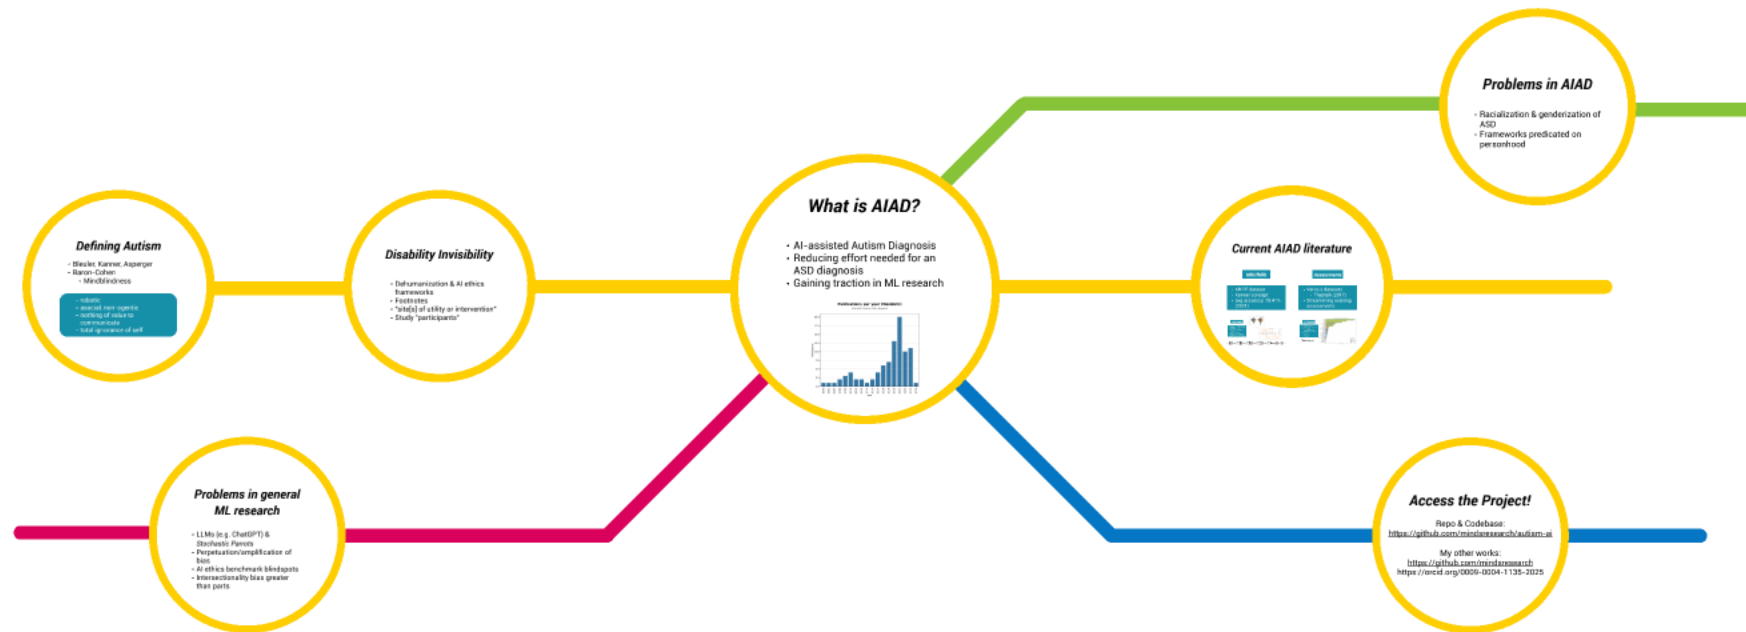 Defining Autism
- Bleuler, Kanner, Asperger
- Baron-Cohen
- Mindblindness
- robotic
- asocial; non-agentic
- nothing of value to
communicate
- total ignorance of self
Disability Invisibility
- Dehumanization & AI ethics
frameworks
- Footnotes
- "site[s] of utility or intervention"
- Study "participants"
What is AIAD?
• AI-assisted Autism Diagnosis
• Reducing effort needed for an
ASD diagnosis
• Gaining traction in ML research
Problems in AIAD
- Racialization & genderization of
ASD
- Frameworks predicated on
personhood
Current AIAD literature
Problems in general
ML research
- LLMs (e.g. ChatGPT) &
Stochastic Parrots
- Perpetuation/amplification of
bias
- AI ethics benchmark blindspots
- Intersectionality bias greater
than parts
Access the Project!
Repo & Codebase:
https://github.com/mindsresearch/autism-ai
My other works:
https://github.com/mindsresearch
https://orcid.org/0009-0004-1135-2025